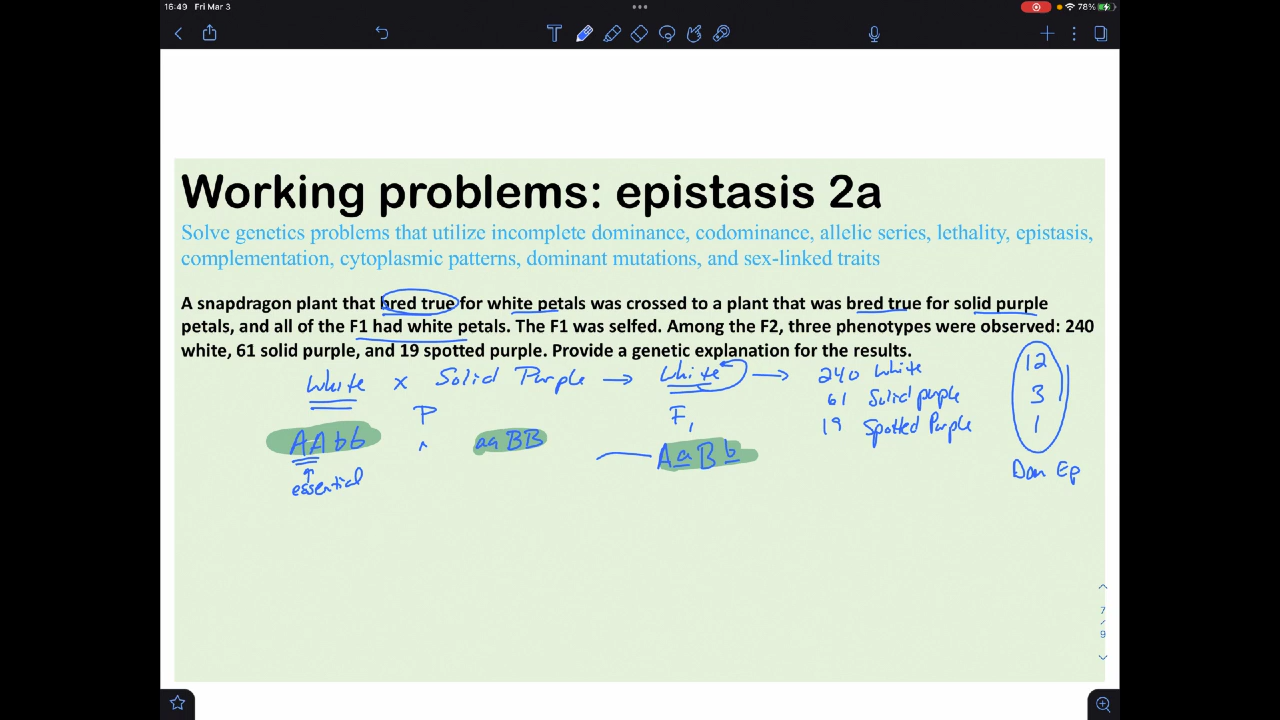 16:49 Fri Mar 3
78%
T
Working problems: epistasis 2a
Solve genetics problems that utilize incomplete dominance, codominance, allelic series, lethality, epistasis,
complementation, cytoplasmic patterns, dominant mutations, and sex-linked traits
A snapdragon plant that bred true for white petals was crossed to a plant that was bred true for solid purple
petals, and all of the F1 had white petals. The F1 was selfed. Among the F2, three phenotypes were observed: 240
white, 61 solid purple, and 19 spotted purple. Provide a genetic explanation for the results.
White x Solid Purple → White → 240 White 12
61 Solid purple 3
P F1 19 Spotted Purple 1
AAbb aaBB AaBb Dom Ep
essential
7
/
9